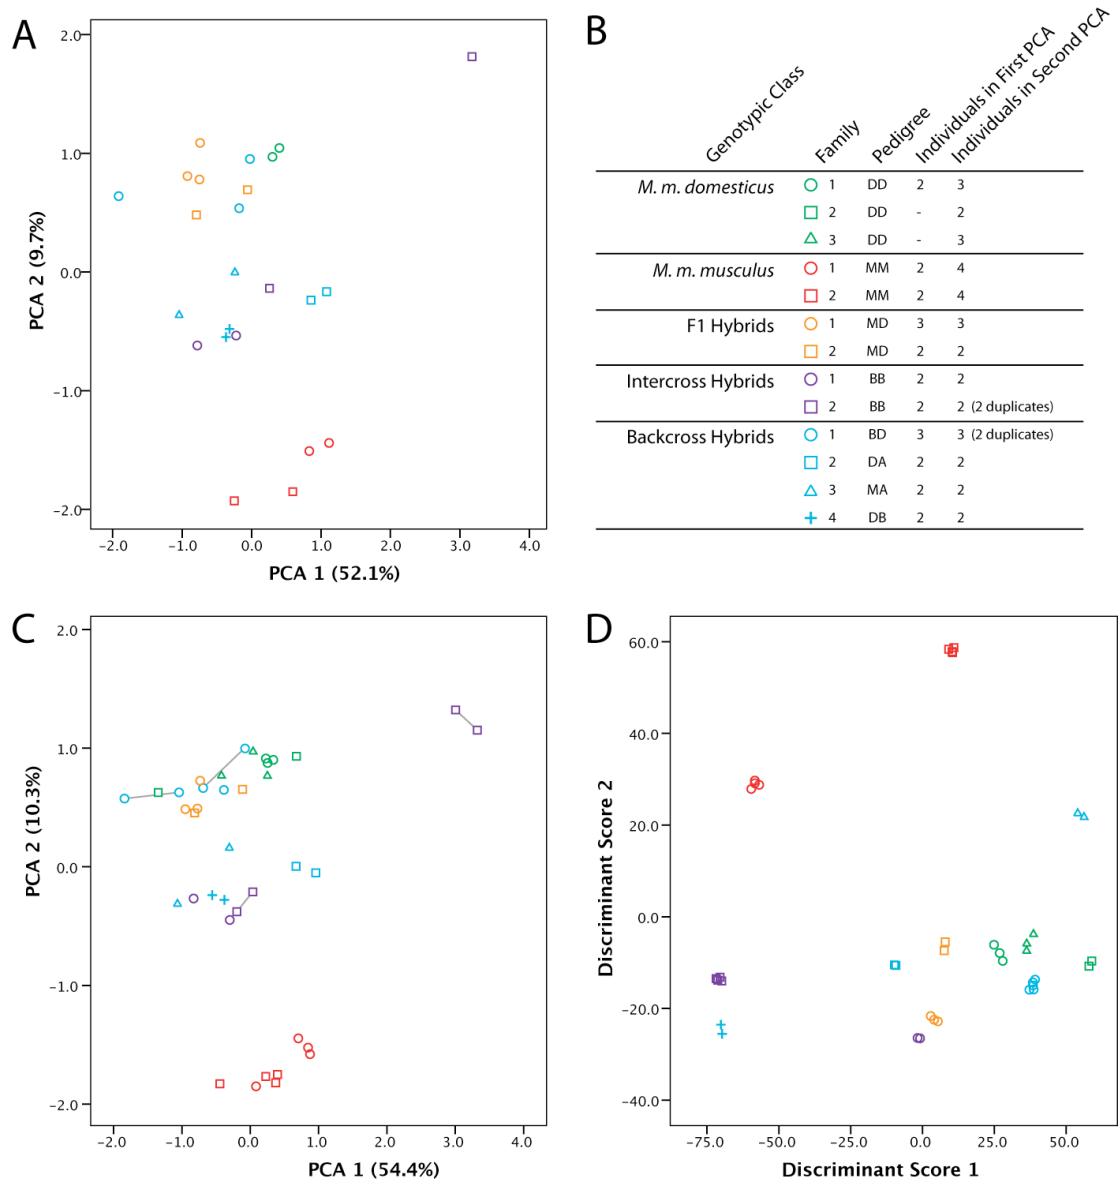 A
2.0
1.0
0.0
-1.0
-2.0
PCA 2 (9.7%)
-2.0 -1.0 0.0 1.0 2.0 3.0 4.0
PCA 1 (52.1%)
B
Genotypic Class Family Pedigree Individuals in First PCA Individuals in Second PCA
M. m. domesticus 1 DD 2 3
2 DD - 2
3 DD - 3
M. m. musculus 1 MM 2 4
2 MM 2 4
F1 Hybrids 1 MD 3 3
2 MD 2 2
Intercross Hybrids 1 BB 2 2
2 BB 2 2 (2 duplicates)
Backcross Hybrids 1 BD 3 3 (2 duplicates)
2 DA 2 2
3 MA 2 2
4 DB 2 2
C
2.0
1.0
0.0
-1.0
-2.0
PCA 2 (10.3%)
-2.0 -1.0 0.0 1.0 2.0 3.0 4.0
PCA 1 (54.4%)
D
60.0
40.0
20.0
0.0
-20.0
-40.0
Discriminant Score 2
-75.0 -50.0 -25.0 0.0 25.0 50.0
Discriminant Score 1